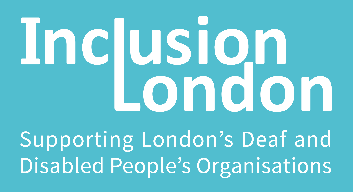 Inclusion
London
Supporting London's Deaf and
Disabled People's Organisations